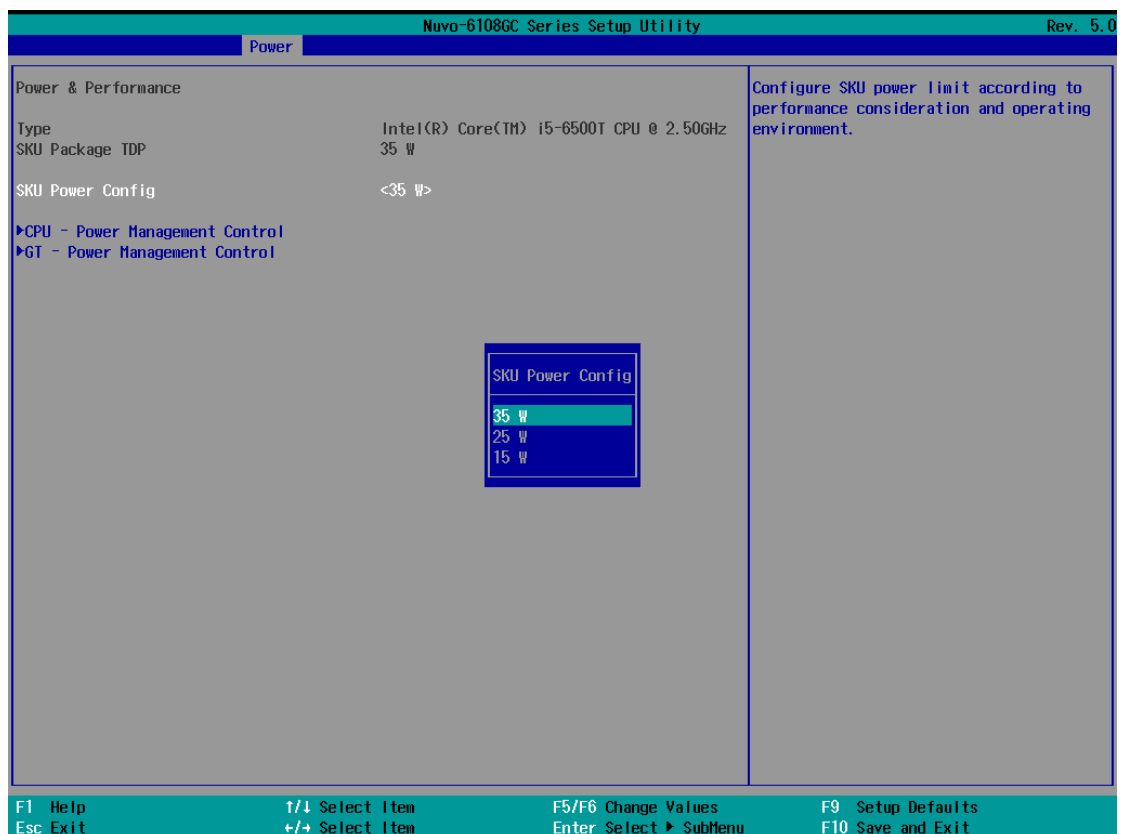 Nuvo-6108GC Series Setup Utility Rev. 5.0
Power
Power & Performance
Type Intel(R) Core(TM) i5-6500T CPU @ 2.50GHz
SKU Package TDP 35 W
SKU Power Config <35 W>
▶CPU - Power Management Control
▶GT - Power Management Control
Configure SKU power limit according to
performance consideration and operating
environment.
SKU Power Config
35 W
25 W
15 W
F1 Help ↑/↓ Select Item F5/F6 Change Values F9 Setup Defaults
Esc Exit ←/→ Select Item Enter Select ▶ SubMenu F10 Save and Exit